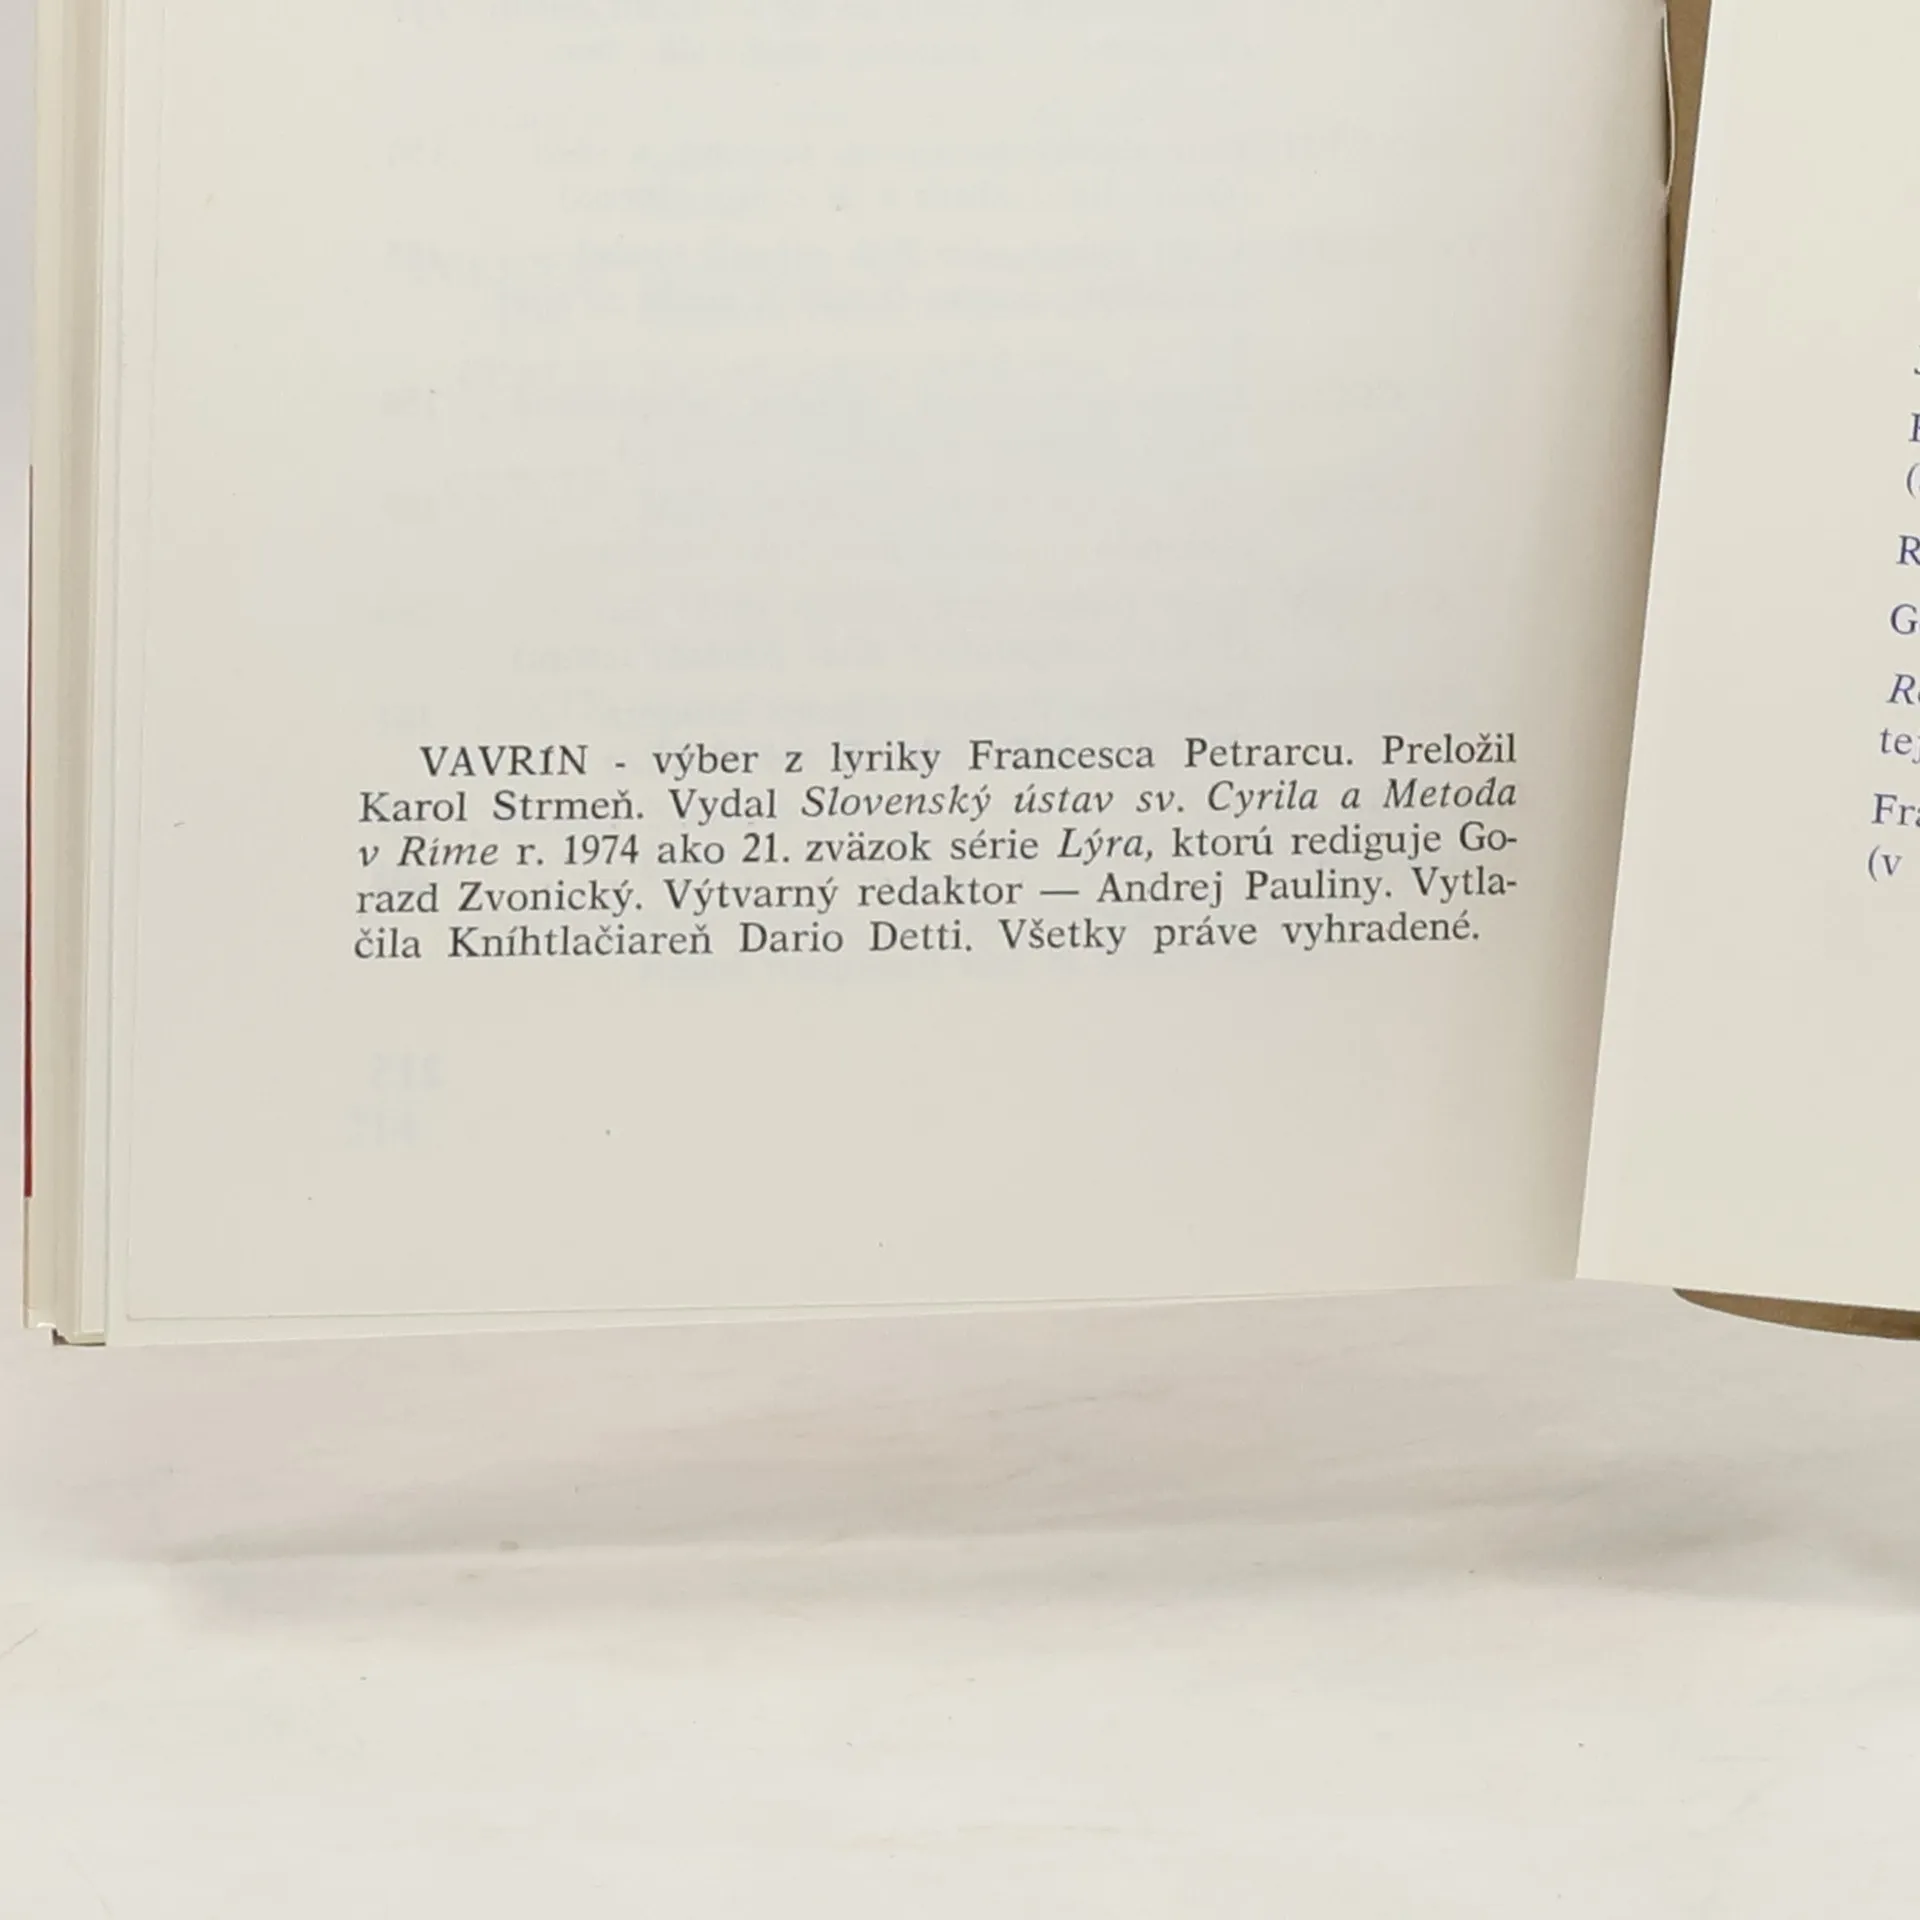 VAVRÍN - výber z lyriky Francesca Petrarcu. Preložil
Karol Strmeň. Vydal Slovenský ústav sv. Cyrila a Metoda
v Ríme r. 1974 ako 21. zväzok série Lýra, ktorú rediguje Go-
razd Zvonický. Výtvarný redaktor — Andrej Pauliny. Vytla-
čila Kníhtlačiareň Dario Detti. Všetky práve vyhradené.
(v